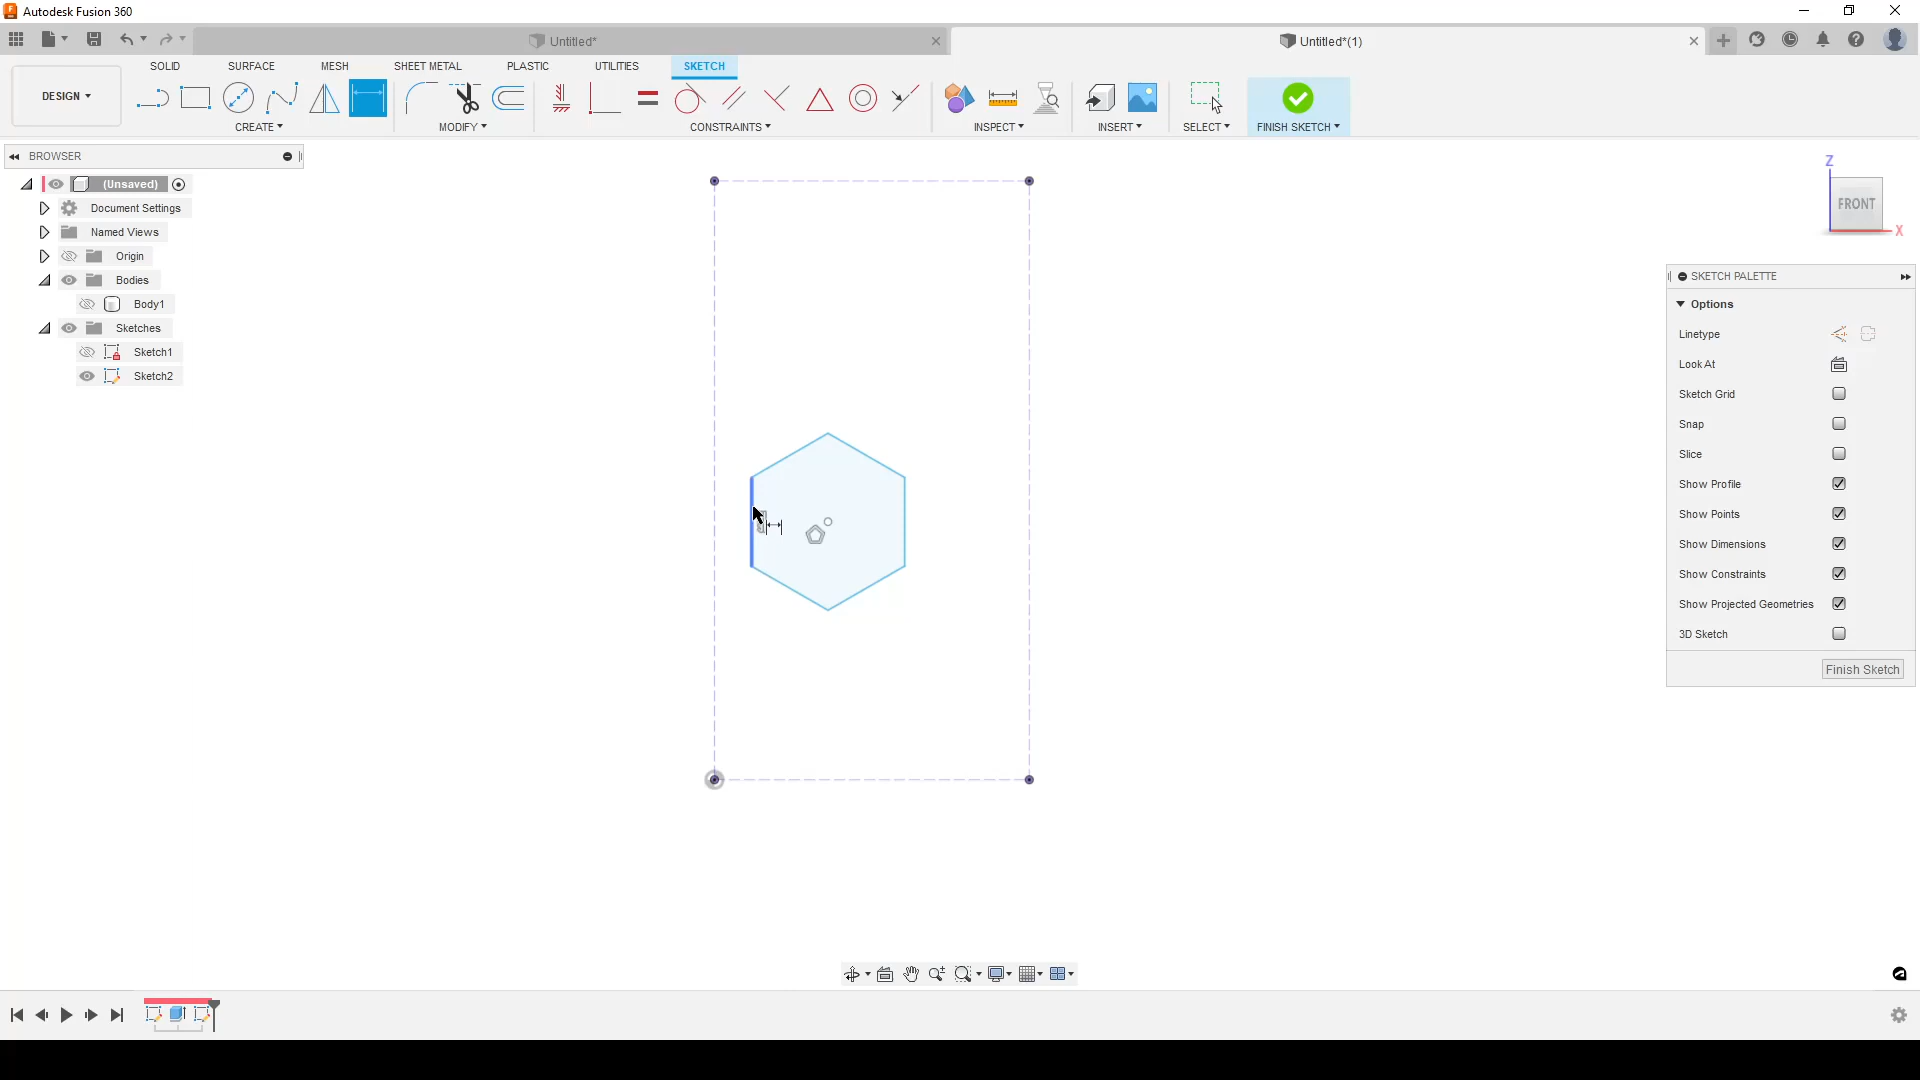 Autodesk Fusion 360
Untitled*
Untitled*(1)
SOLID SURFACE MESH SHEET METAL PLASTIC UTILITIES SKETCH
DESIGN
CREATE MODIFY CONSTRAINTS INSPECT INSERT SELECT FINISH SKETCH
BROWSER
(Unsaved)
Document Settings
Named Views
Origin
Bodies
Body1
Sketches
Sketch1
Sketch2
Z
FRONT
X
SKETCH PALETTE
Options
Linetype
Look At
Sketch Grid
Snap
Slice
Show Profile
Show Points
Show Dimensions
Show Constraints
Show Projected Geometries
3D Sketch
Finish Sketch